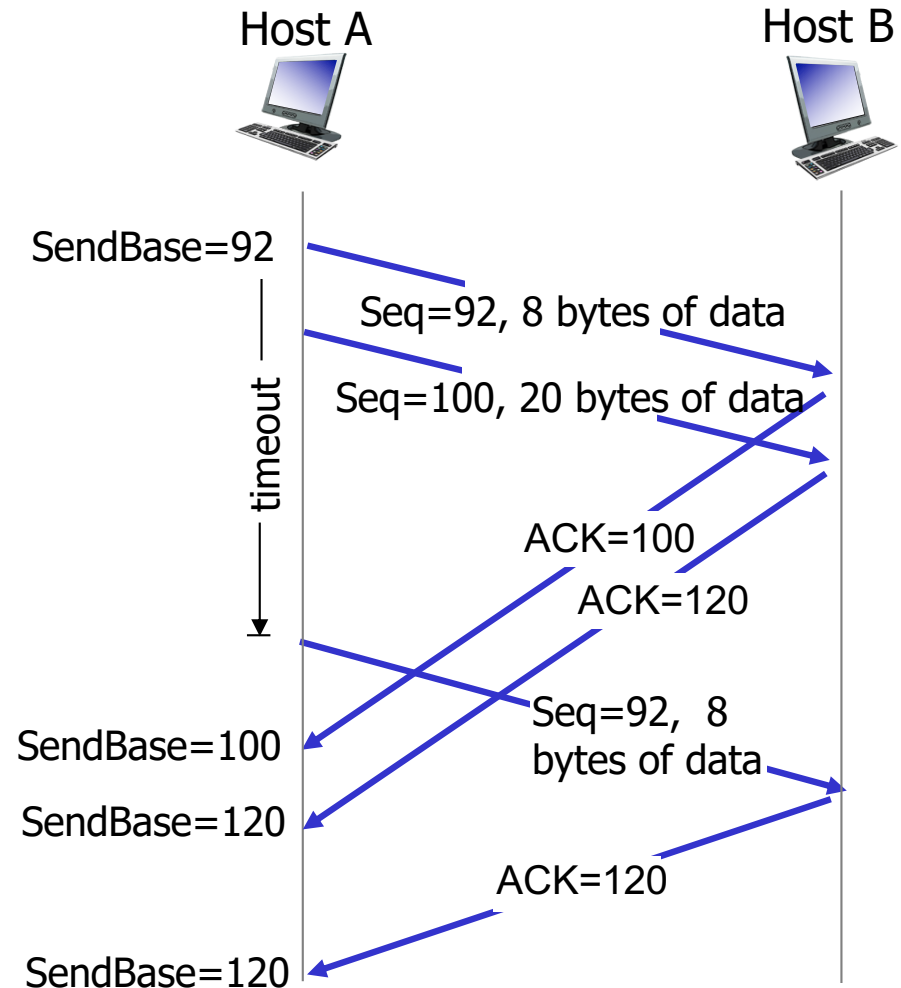 Host A
Host B
SendBase=92
Seq=92, 8 bytes of data
Seq=100, 20 bytes of data
timeout
ACK=100
ACK=120
Seq=92, 8
bytes of data
SendBase=100
SendBase=120
ACK=120
SendBase=120